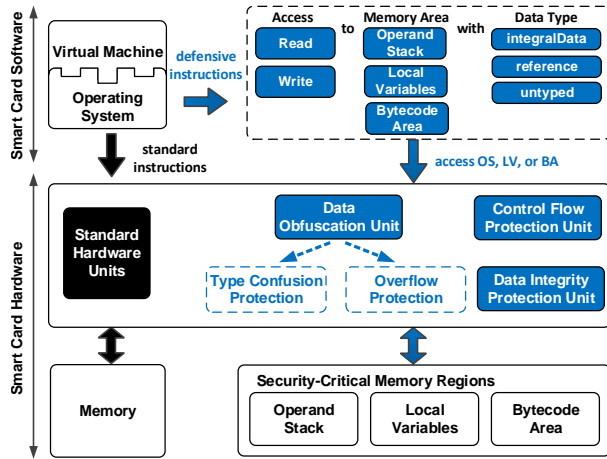 Smart Card Software
Virtual Machine
Operating
System
defensive
instructions
standard
instructions
Access
to
Memory Area
with
Data Type
Read
Write
Operand
Stack
Local
Variables
Bytecode
Area
integralData
reference
untyped
access OS, LV, or BA
Smart Card Hardware
Standard
Hardware
Units
Data
Obfuscation Unit
Control Flow
Protection Unit
Type Confusion
Protection
Overflow
Protection
Data Integrity
Protection Unit
Memory
Security-Critical Memory Regions
Operand
Stack
Local
Variables
Bytecode
Area